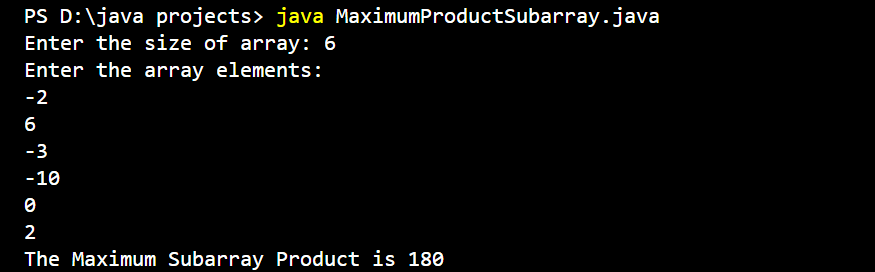 PS D:\java projects> java MaximumProductSubarray.java
Enter the size of array: 6
Enter the array elements:
-2
6
-3
-10
0
2
The Maximum Subarray Product is 180